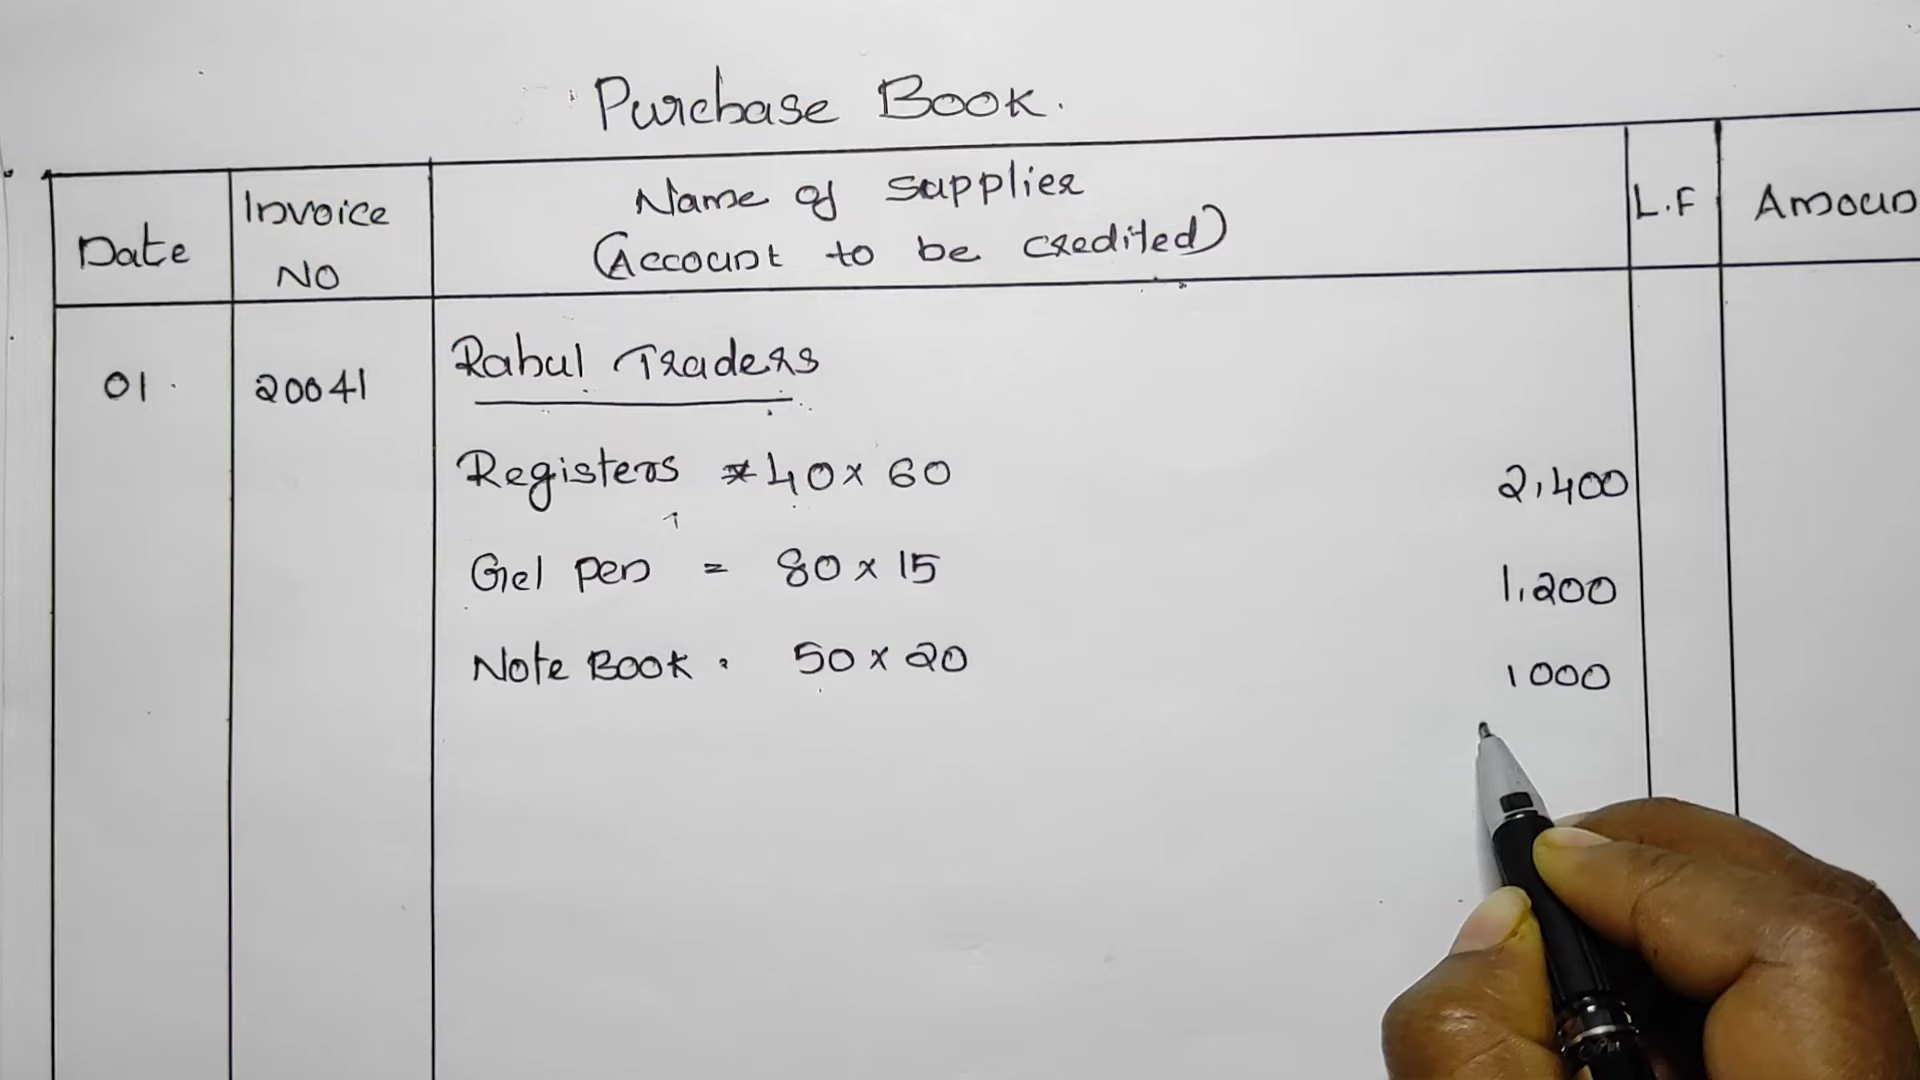 Purchase Book.
Date
Invoice No
Name of supplier
(Account to be credited)
L.F
Amoun
01.
20041
Rahul Traders
Registers 40 x 60 2,400
Gel pen = 80 x 15 1,200
Note Book = 50 x 20 1000